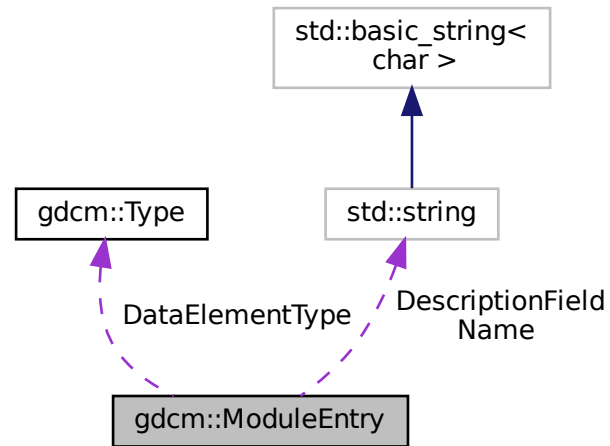 std::basic_string<
char >
gdcm::Type
std::string
DataElementType
DescriptionField
Name
gdcm::ModuleEntry